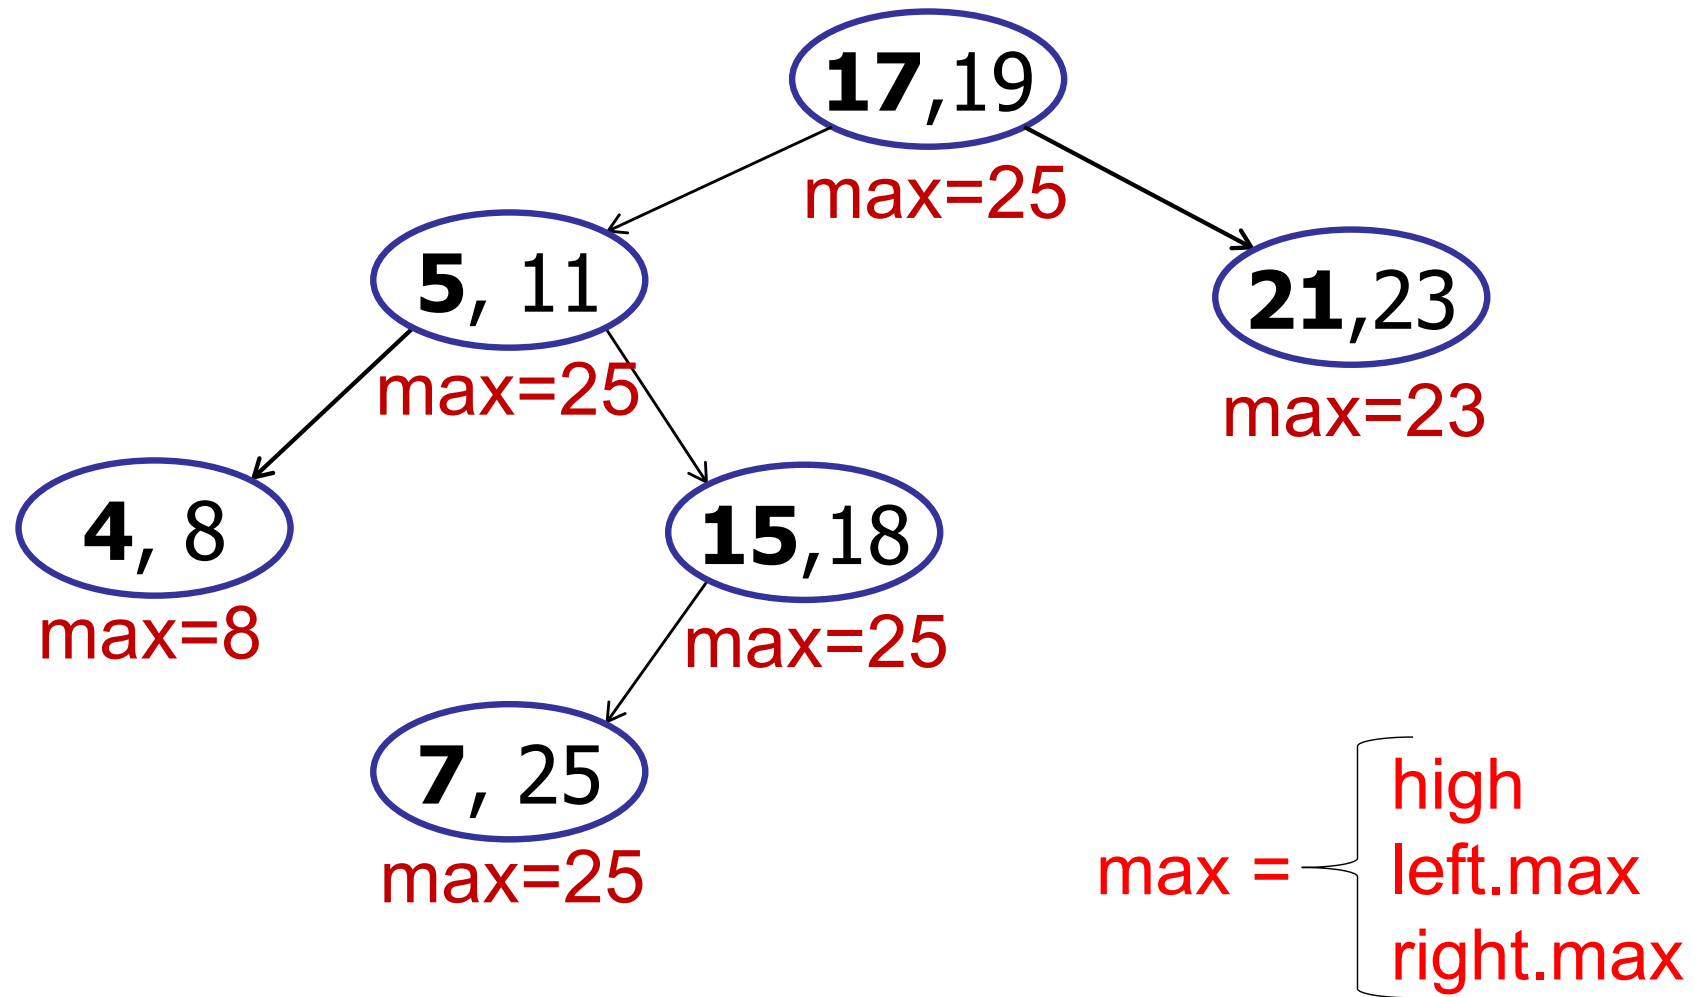 17,19
max=25
5, 11
max=25
21,23
max=23
4, 8
max=8
15,18
max=25
7, 25
max=25
max =
high
left.max
right.max